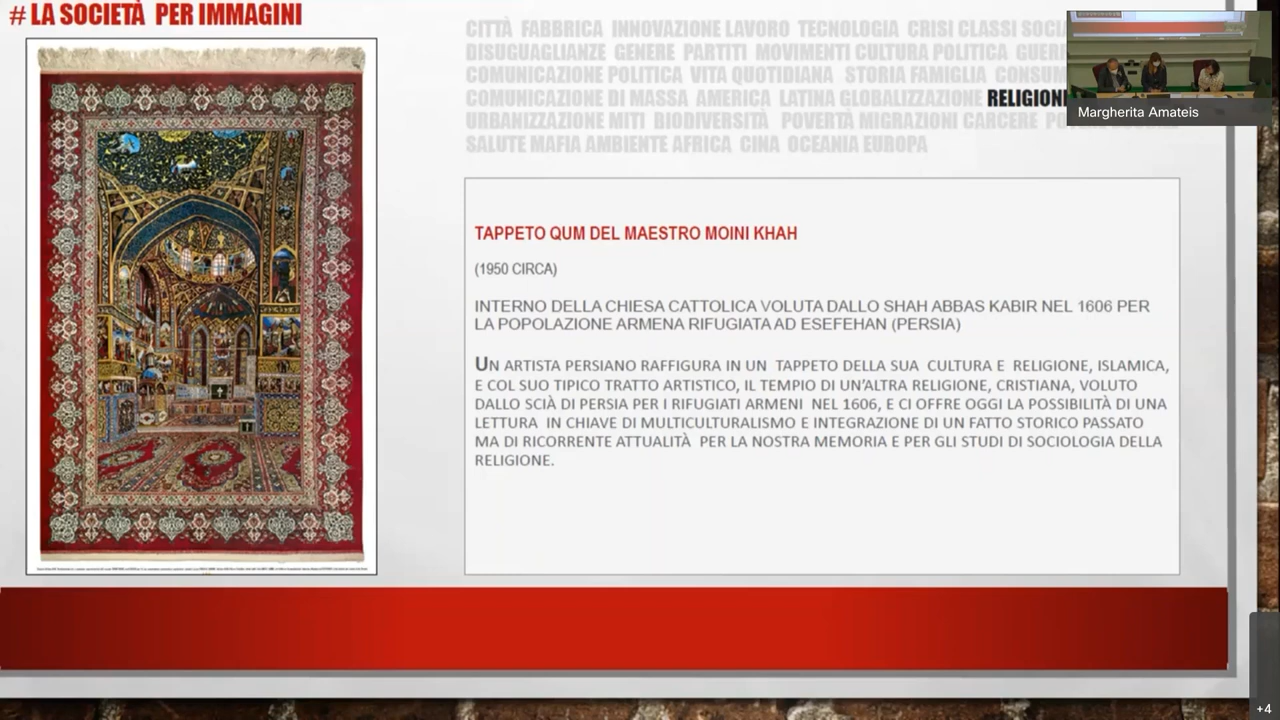 # LA SOCIETÀ PER IMMAGINI
CITTÀ INNOVAZIONE LAVORO TECNOLOGIA CRISI CLASSI
DISUGUAGLIANZE GENERE PARTITI MOVIMENTI CULTURA POLITICA
COMUNICAZIONE POLITICA VITA QUOTIDIANA STORIA FAMIGLIA
COMUNICAZIONE DI MASSA AMERICA LATINA GLOBALIZZAZIONE RELIGIONI
ORGANIZZAZIONE MITI BIODIVERSITÀ POVERTÀ MIGRAZIONI CARCERE
SALUTE MAFIA AMBIENTE AFRICA CINA OCEANIA EUROPA
Margherita Amateis
TAPPETO QUM DEL MAESTRO MOINI KHAH
(1950 CIRCA)
INTERNO DELLA CHIESA CATTOLICA VOLUTA DALLO SHAH ABBAS KABIR NEL 1606 PER
LA POPOLAZIONE ARMENA RIFUGIATA AD ESEFEHAN (PERSIA)
UN ARTISTA PERSIANO RAFFIGURA IN UN TAPPETO DELLA SUA CULTURA E RELIGIONE, ISLAMICA,
E COL SUO TIPICO TRATTO ARTISTICO, IL TEMPIO DI UN'ALTRA RELIGIONE, CRISTIANA, VOLUTO
DALLO SCIÀ DI PERSIA PER I RIFUGIATI ARMENI NEL 1606, E CI OFFRE OGGI LA POSSIBILITÀ DI UNA
LETTURA IN CHIAVE DI MULTICULTURALISMO E INTEGRAZIONE DI UN FATTO STORICO PASSATO
MA DI RICORRENTE ATTUALITÀ PER LA NOSTRA MEMORIA E PER GLI STUDI DI SOCIOLOGIA DELLA
RELIGIONE.
+4